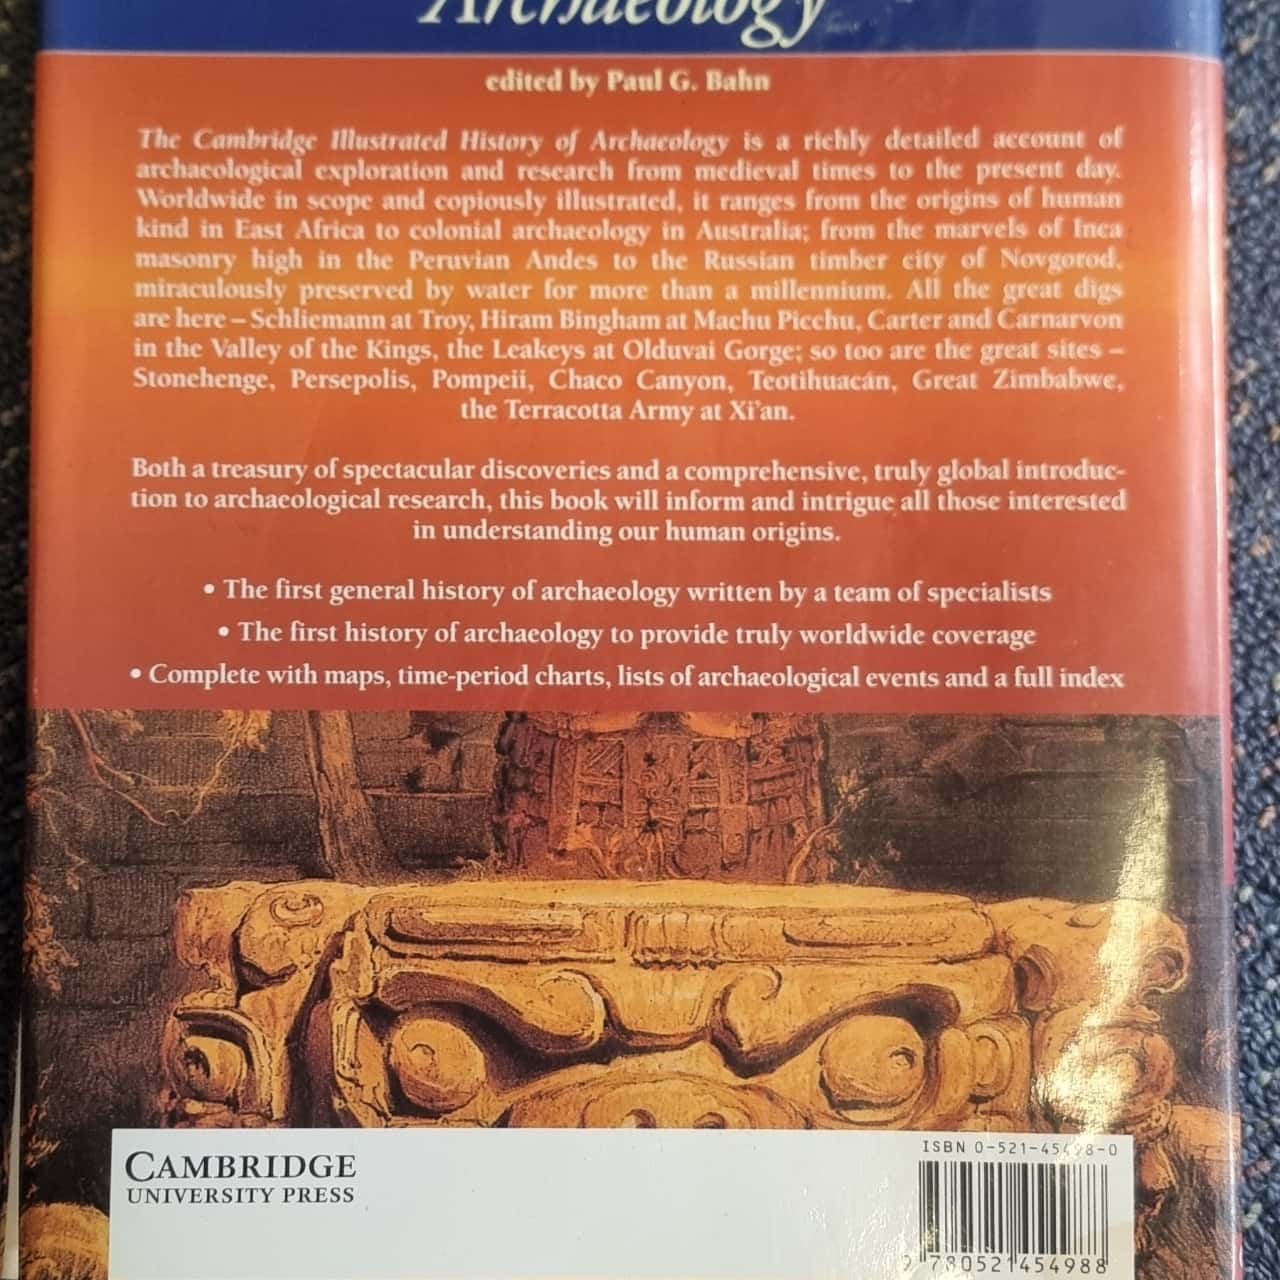 Archaeology
edited by Paul G. Bahn
The Cambridge Illustrated History of Archaeology is a richly detailed account of
archaeological exploration and research from medieval times to the present day.
Worldwide in scope and copiously illustrated, it ranges from the origins of human
kind in East Africa to colonial archaeology in Australia; from the marvels of Inca
masonry high in the Peruvian Andes to the Russian timber city of Novgorod,
miraculously preserved by water for more than a millennium. All the great digs
are here – Schliemann at Troy, Hiram Bingham at Machu Picchu, Carter and Carnarvon
in the Valley of the Kings, the Leakeys at Olduvai Gorge; so too are the great sites –
Stonehenge, Persepolis, Pompeii, Chaco Canyon, Teotihuacán, Great Zimbabwe,
the Terracotta Army at Xi'an.
Both a treasury of spectacular discoveries and a comprehensive, truly global introduc-
tion to archaeological research, this book will inform and intrigue all those interested
in understanding our human origins.
• The first general history of archaeology written by a team of specialists
• The first history of archaeology to provide truly worldwide coverage
• Complete with maps, time-period charts, lists of archaeological events and a full index
CAMBRIDGE
UNIVERSITY PRESS
ISBN 0-521-45498-0
9 780521 454988